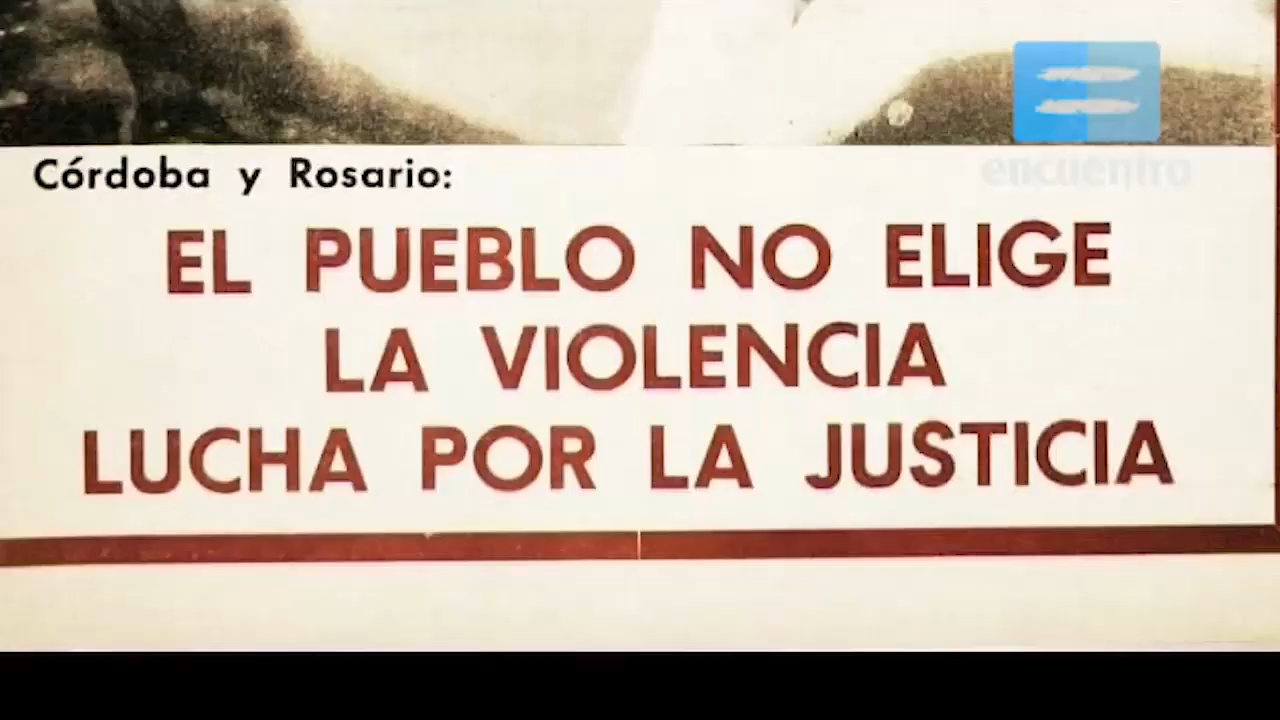 encuentro
Córdoba y Rosario:
EL PUEBLO NO ELIGE
LA VIOLENCIA
LUCHA POR LA JUSTICIA